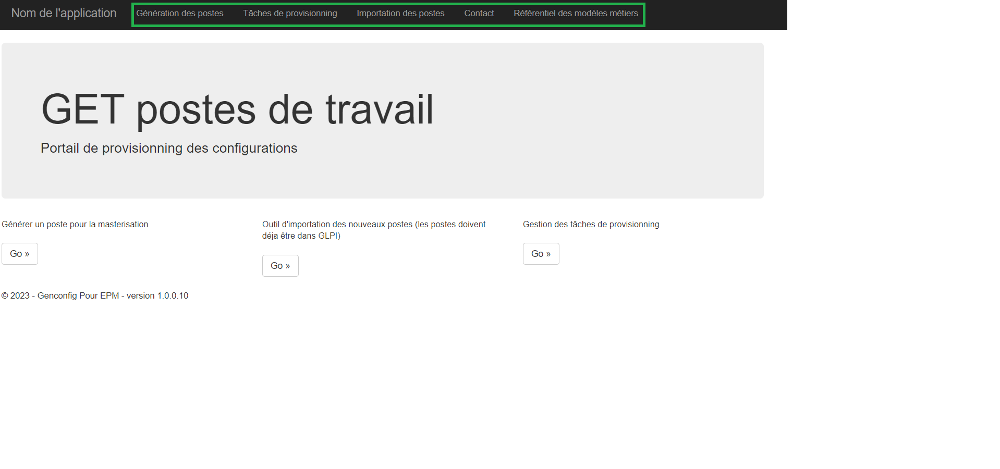 Nom de l'application Génération des postes Tâches de provisionning Importation des postes Contact Référentiel des modèles métiers
GET postes de travail
Portail de provisionning des configurations
Générer un poste pour la masterisation
Go »
Outil d'importation des nouveaux postes (les postes doivent
déja être dans GLPI)
Go »
Gestion des tâches de provisionning
Go »
© 2023 - Genconfig Pour EPM - version 1.0.0.10